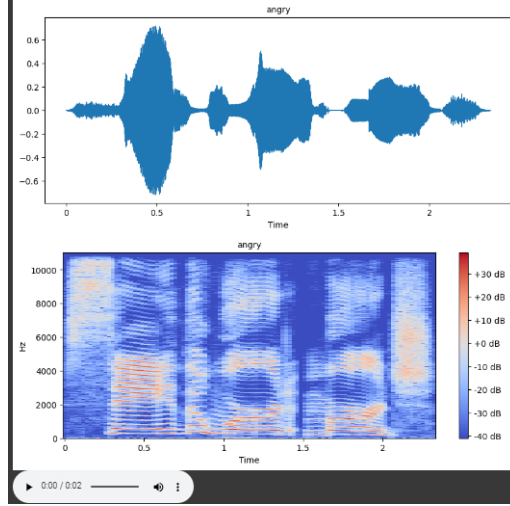 angry
0.6
0.4
0.2
0.0
−0.2
−0.4
−0.6
0 0.5 1 1.5 2
Time
angry
10000
8000
6000
4000
2000
0
Hz
0 0.5 1 1.5 2
Time
+30 dB
+20 dB
+10 dB
+0 dB
-10 dB
-20 dB
-30 dB
-40 dB
0:00 / 0:02